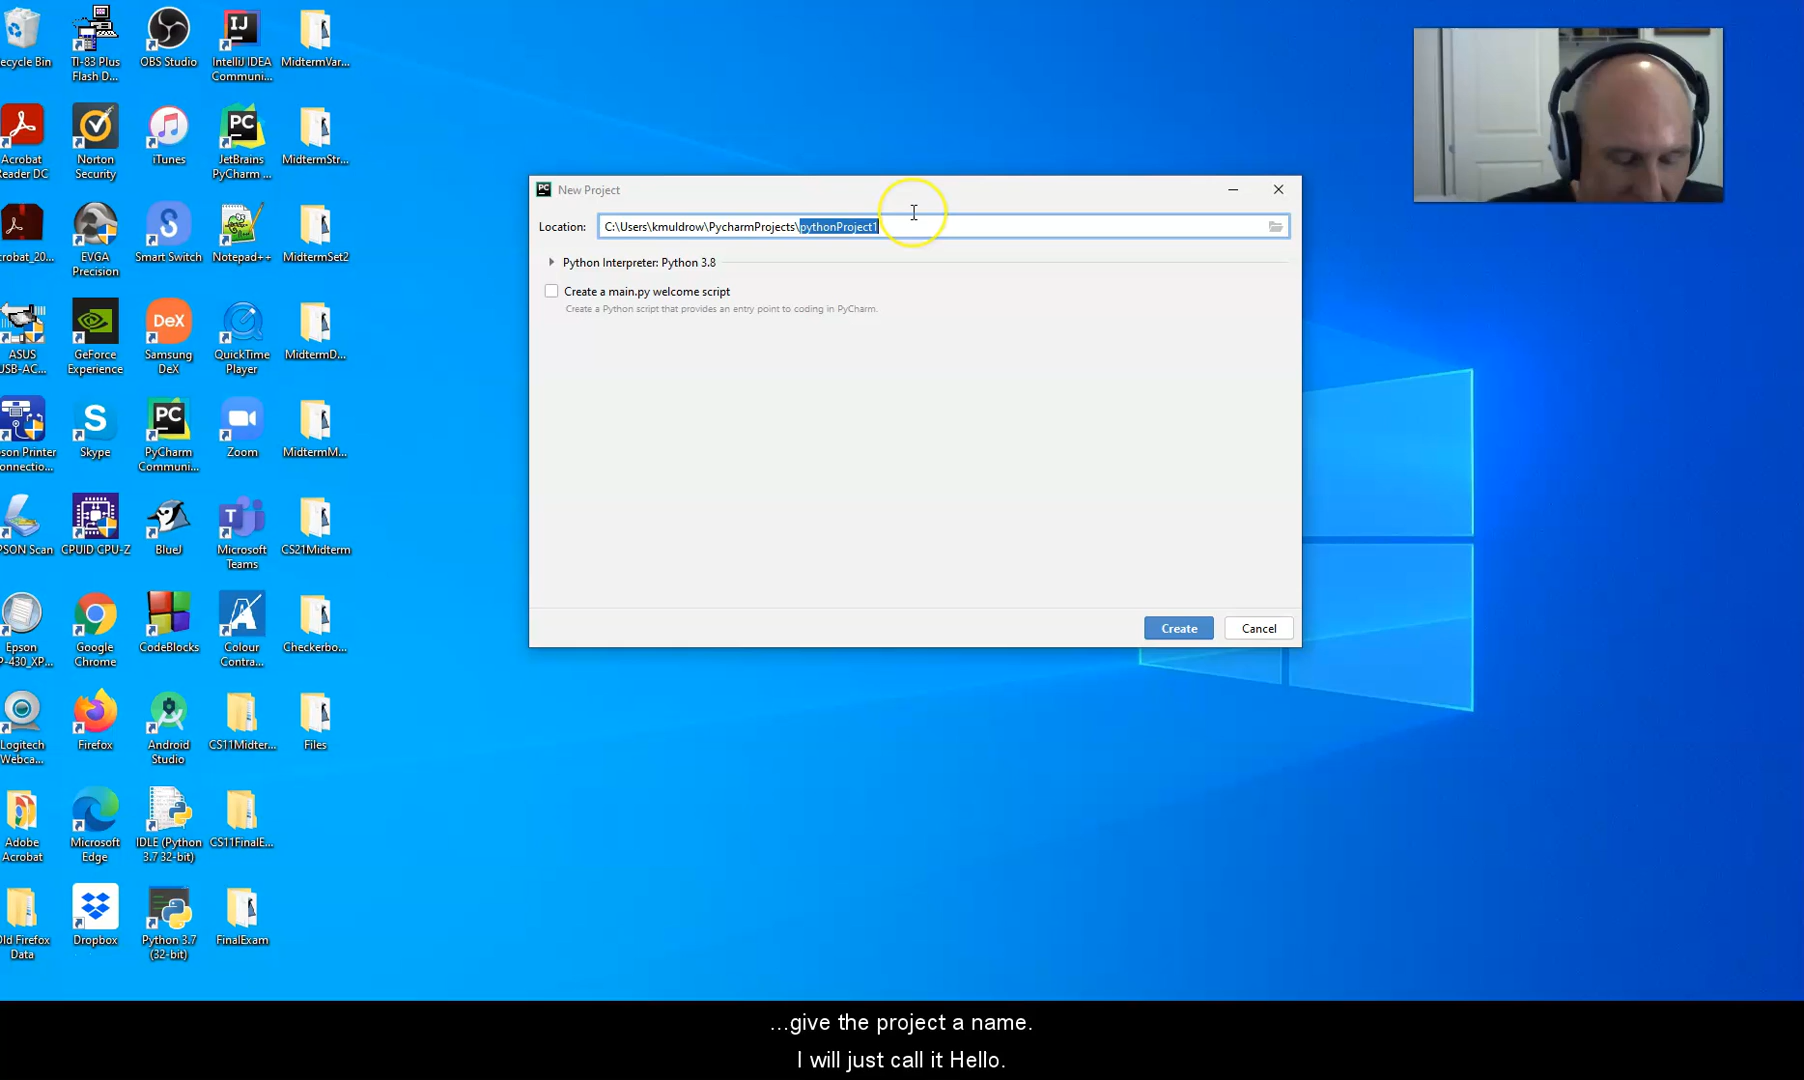 ecycle Bin
TI-83 Plus
Flash D...
OBS Studio
IntelliJ IDEA
Communi...
MidtermVar...
Acrobat
Reader DC
Norton
Security
iTunes
JetBrains
PyCharm ...
MidtermStr...
crobat_20...
EVGA
Precision
Smart Switch
Notepad++
MidtermSet2
ASUS
USB-AC...
GeForce
Experience
Samsung
DeX
QuickTime
Player
MidtermD...
son Printer
onnectio...
Skype
PyCharm
Communi...
Zoom
MidtermM...
PSON Scan
CPUID CPU-Z
BlueJ
Microsoft
Teams
CS21Midterm
Epson
P-430_XP...
Google
Chrome
CodeBlocks
Colour
Contra...
Checkerbo...
Logitech
Webca...
Firefox
Android
Studio
CS11Midter...
Files
Adobe
Acrobat
Microsoft
Edge
IDLE (Python
3.7 32-bit)
CS11FinalE...
Old Firefox
Data
Dropbox
Python 3.7
(32-bit)
FinalExam
PC
New Project
Location:
C:\Users\kmuldrow\PycharmProjects\pythonProject1
Python Interpreter: Python 3.8
Create a main.py welcome script
Create a Python script that provides an entry point to coding in PyCharm.
Create
Cancel
...give the project a name.
I will just call it Hello.